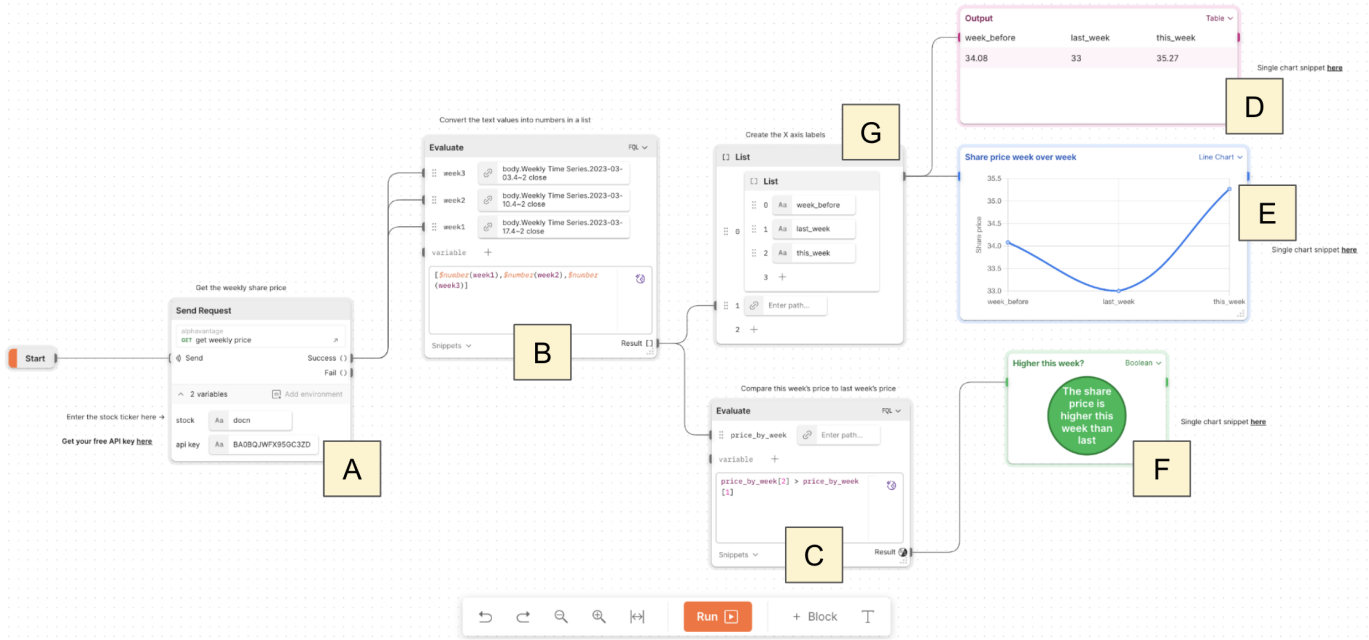 Start
Get the weekly share price
Send Request
alphavantage
GET get weekly price
Send
Success ()
Fail ()
2 variables
Add environment
Enter the stock ticker here →
stock Aa docn
Get your free API key here
api key Aa BA0BQJWFX95GC3ZD
A
Convert the text values into numbers in a list
Evaluate
FQL
week3
body.Weekly Time Series.2023-03-
03.4~2 close
week2
body.Weekly Time Series.2023-03-
10.4~2 close
week1
body.Weekly Time Series.2023-03-
17.4~2 close
variable +
[$number(week1),$number(week2),$number
(week3)]
Snippets
Result []
B
Create the X axis labels
[] List
[] List
0
0 Aa week_before
1 Aa last_week
2 Aa this_week
3 +
1 Enter path...
2 +
G
Compare this week's price to last week's price
Evaluate
FQL
price_by_week
Enter path...
variable +
price_by_week[2] > price_by_week
[1]
Snippets
Result
C
Output
Table
week_before last_week this_week
34.08 33 35.27
Single chart snippet here
D
Share price week over week
Line Chart
Share price
35.5
35.0
34.5
34.0
33.5
33.0
week_before last_week this_week
E
Single chart snippet here
Higher this week?
Boolean
The share
price is
higher this
week than
last
Single chart snippet here
F
Run
+ Block
T